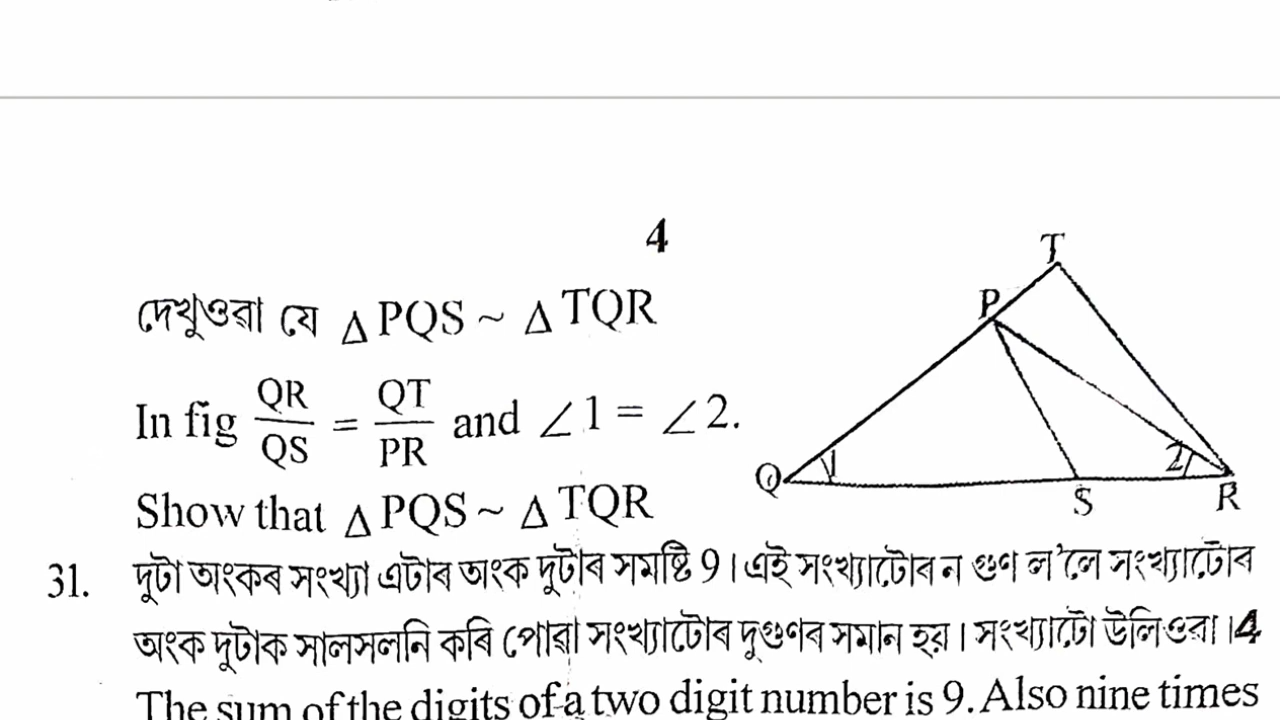 4
T
P
দেখুওৱা যে △ PQS ~ △ TQR
In fig QR/QS = QT/PR and ∠1 = ∠2.
Q 1 2
S R
Show that △ PQS ~ △ TQR
31. দুটা অংকৰ সংখ্যা এটাৰ অংক দুটাৰ সমষ্টি 9। এই সংখ্যাটোৰ ন গুণ ল'লে সংখ্যাটোৰ
অংক দুটাক সালসলনি কৰি পোৱা সংখ্যাটোৰ দুগুণৰ সমান হয়। সংখ্যাটো উলিওৱা। 4
The sum of the digits of a two digit number is 9. Also nine times